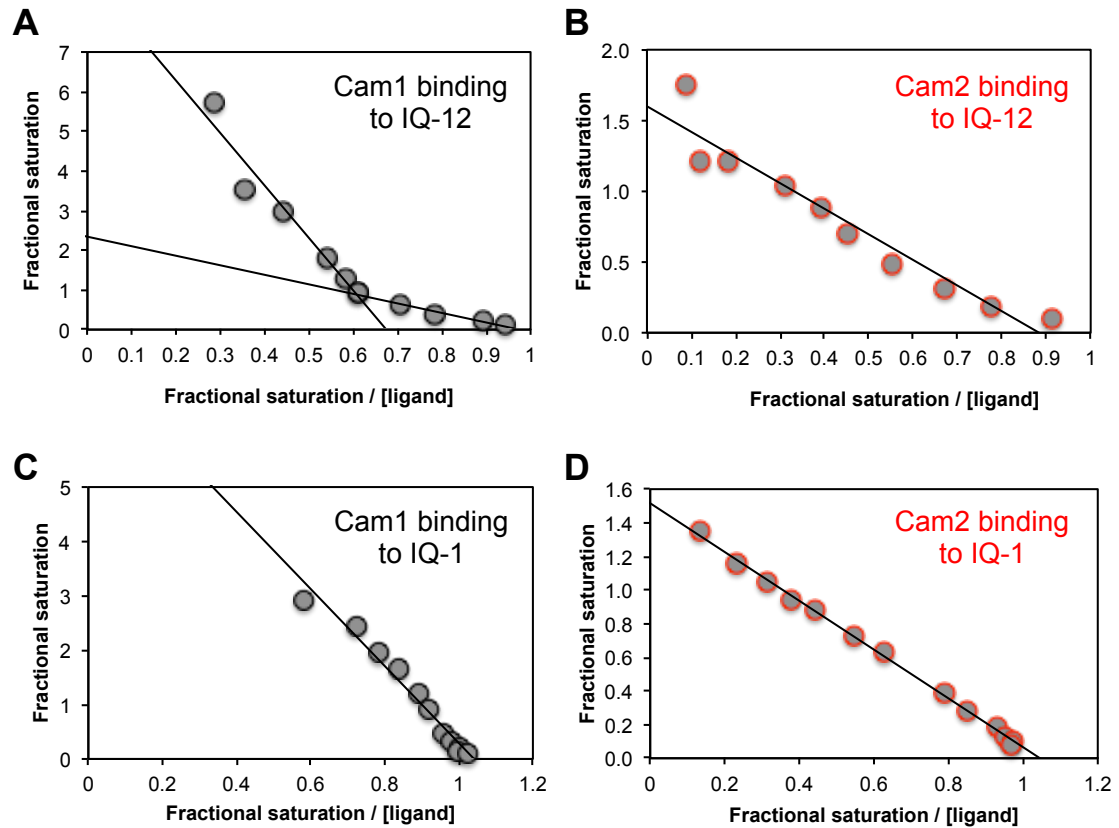 A
Cam1 binding
to IQ-12
Fractional saturation
7
6
5
4
3
2
1
0
0 0.1 0.2 0.3 0.4 0.5 0.6 0.7 0.8 0.9 1
Fractional saturation / [ligand]
B
Cam2 binding
to IQ-12
Fractional saturation
2.0
1.5
1.0
0.5
0.0
0 0.1 0.2 0.3 0.4 0.5 0.6 0.7 0.8 0.9 1
Fractional saturation / [ligand]
C
Cam1 binding
to IQ-1
Fractional saturation
5
4
3
2
1
0
0 0.2 0.4 0.6 0.8 1 1.2
Fractional saturation / [ligand]
D
Cam2 binding
to IQ-1
Fractional saturation
1.6
1.4
1.2
1.0
0.8
0.6
0.4
0.2
0.0
0 0.2 0.4 0.6 0.8 1 1.2
Fractional saturation / [ligand]